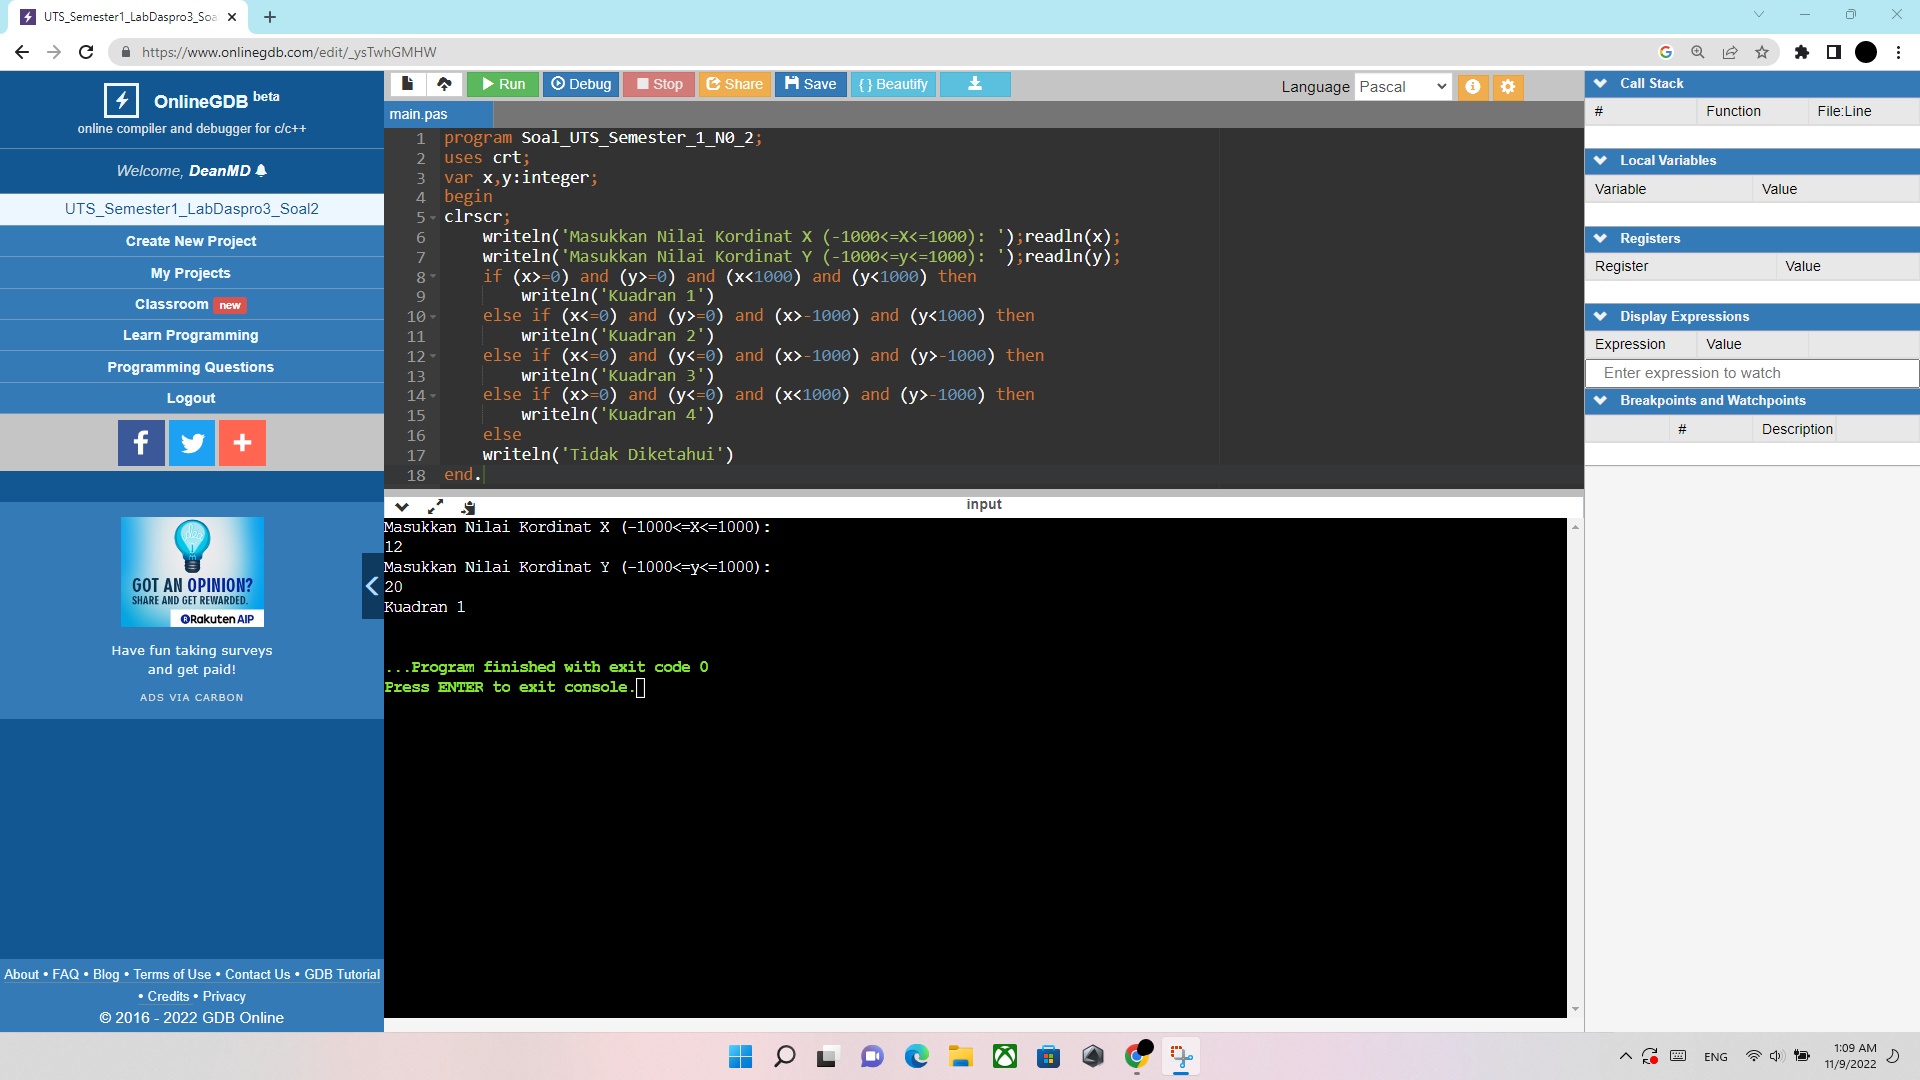 UTS_Semester1_LabDaspro3_Soa
https://www.onlinegdb.com/edit/_ysTwhGMHW
OnlineGDB beta
online compiler and debugger for c/c++
Welcome, DeanMD
UTS_Semester1_LabDaspro3_Soal2
Create New Project
My Projects
Classroom new
Learn Programming
Programming Questions
Logout
GOT AN OPINION?
SHARE AND GET REWARDED.
Rakuten AIP
Have fun taking surveys
and get paid!
ADS VIA CARBON
About • FAQ • Blog • Terms of Use • Contact Us • GDB Tutorial
• Credits • Privacy
© 2016 - 2022 GDB Online
Run Debug Stop Share Save { } Beautify
Language Pascal
main.pas
1 program Soal_UTS_Semester_1_N0_2;
2 uses crt;
3 var x,y:integer;
4 begin
5 clrscr;
6 writeln('Masukkan Nilai Kordinat X (-1000<=X<=1000): ');readln(x);
7 writeln('Masukkan Nilai Kordinat Y (-1000<=y<=1000): ');readln(y);
8 if (x>=0) and (y>=0) and (x<1000) and (y<1000) then
9 writeln('Kuadran 1')
10 else if (x<=0) and (y>=0) and (x>-1000) and (y<1000) then
11 writeln('Kuadran 2')
12 else if (x<=0) and (y<=0) and (x>-1000) and (y>-1000) then
13 writeln('Kuadran 3')
14 else if (x>=0) and (y<=0) and (x<1000) and (y>-1000) then
15 writeln('Kuadran 4')
16 else
17 writeln('Tidak Diketahui')
18 end.
input
Masukkan Nilai Kordinat X (-1000<=X<=1000):
12
Masukkan Nilai Kordinat Y (-1000<=y<=1000):
20
Kuadran 1
...Program finished with exit code 0
Press ENTER to exit console.
Call Stack
# Function File:Line
Local Variables
Variable Value
Registers
Register Value
Display Expressions
Expression Value
Enter expression to watch
Breakpoints and Watchpoints
# Description
ENG
1:09 AM
11/9/2022